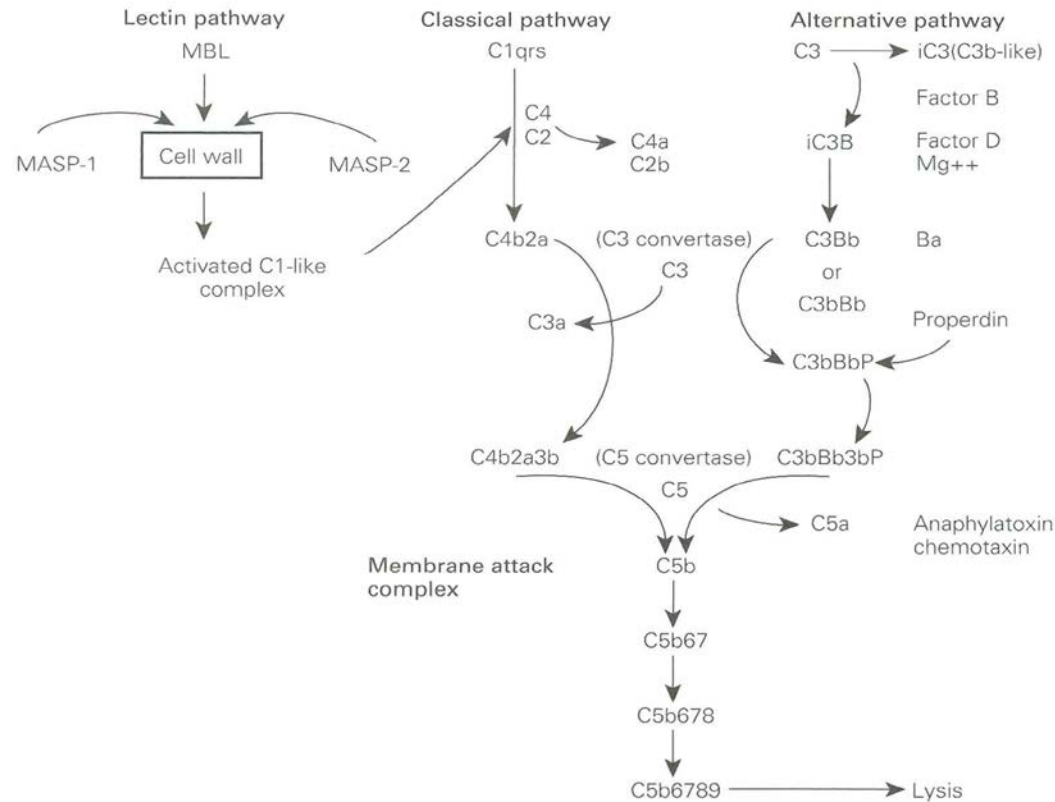 Lectin pathway
MBL
MASP-1
Cell wall
MASP-2
Activated C1-like
complex
Classical pathway
C1qrs
C4
C2
C4a
C2b
C4b2a
(C3 convertase)
C3
C3a
C4b2a3b
(C5 convertase)
C5
Alternative pathway
C3
iC3(C3b-like)
Factor B
iC3B
Factor D
Mg++
C3Bb
Ba
or
C3bBb
Properdin
C3bBbP
C3bBb3bP
C5a
Anaphylatoxin
chemotaxin
Membrane attack
complex
C5b
C5b67
C5b678
C5b6789
Lysis